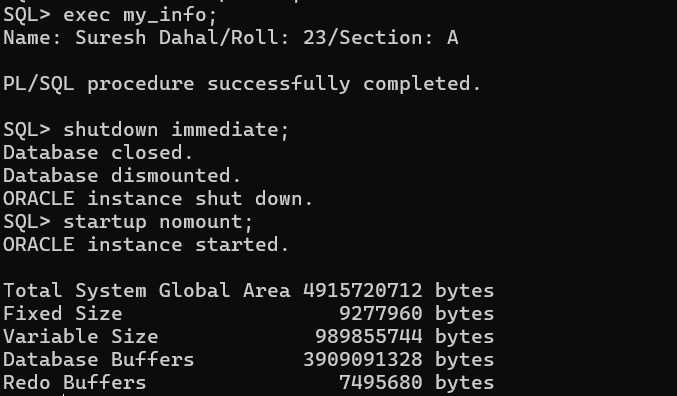 SQL> exec my_info;
Name: Suresh Dahal/Roll: 23/Section: A
PL/SQL procedure successfully completed.
SQL> shutdown immediate;
Database closed.
Database dismounted.
ORACLE instance shut down.
SQL> startup nomount;
ORACLE instance started.
Total System Global Area 4915720712 bytes
Fixed Size 9277960 bytes
Variable Size 989855744 bytes
Database Buffers 3909091328 bytes
Redo Buffers 7495680 bytes